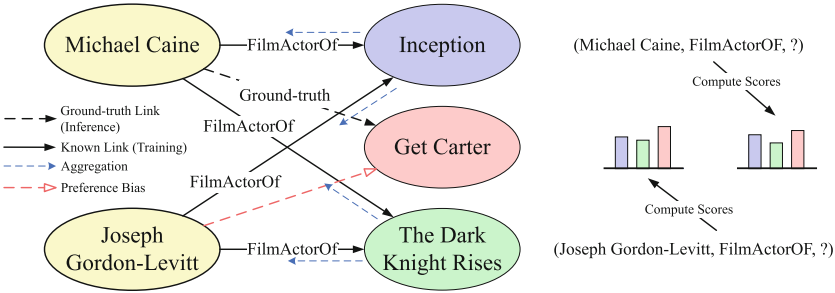 Michael Caine
FilmActorOf
Inception
Ground-truth
FilmActorOf
Get Carter
FilmActorOf
Joseph
Gordon-Levitt
FilmActorOf
The Dark
Knight Rises
Ground-truth Link
(Inference)
Known Link (Training)
Aggregation
Preference Bias
(Michael Caine, FilmActorOF, ?)
Compute Scores
Compute Scores
(Joseph Gordon-Levitt, FilmActorOF, ?)